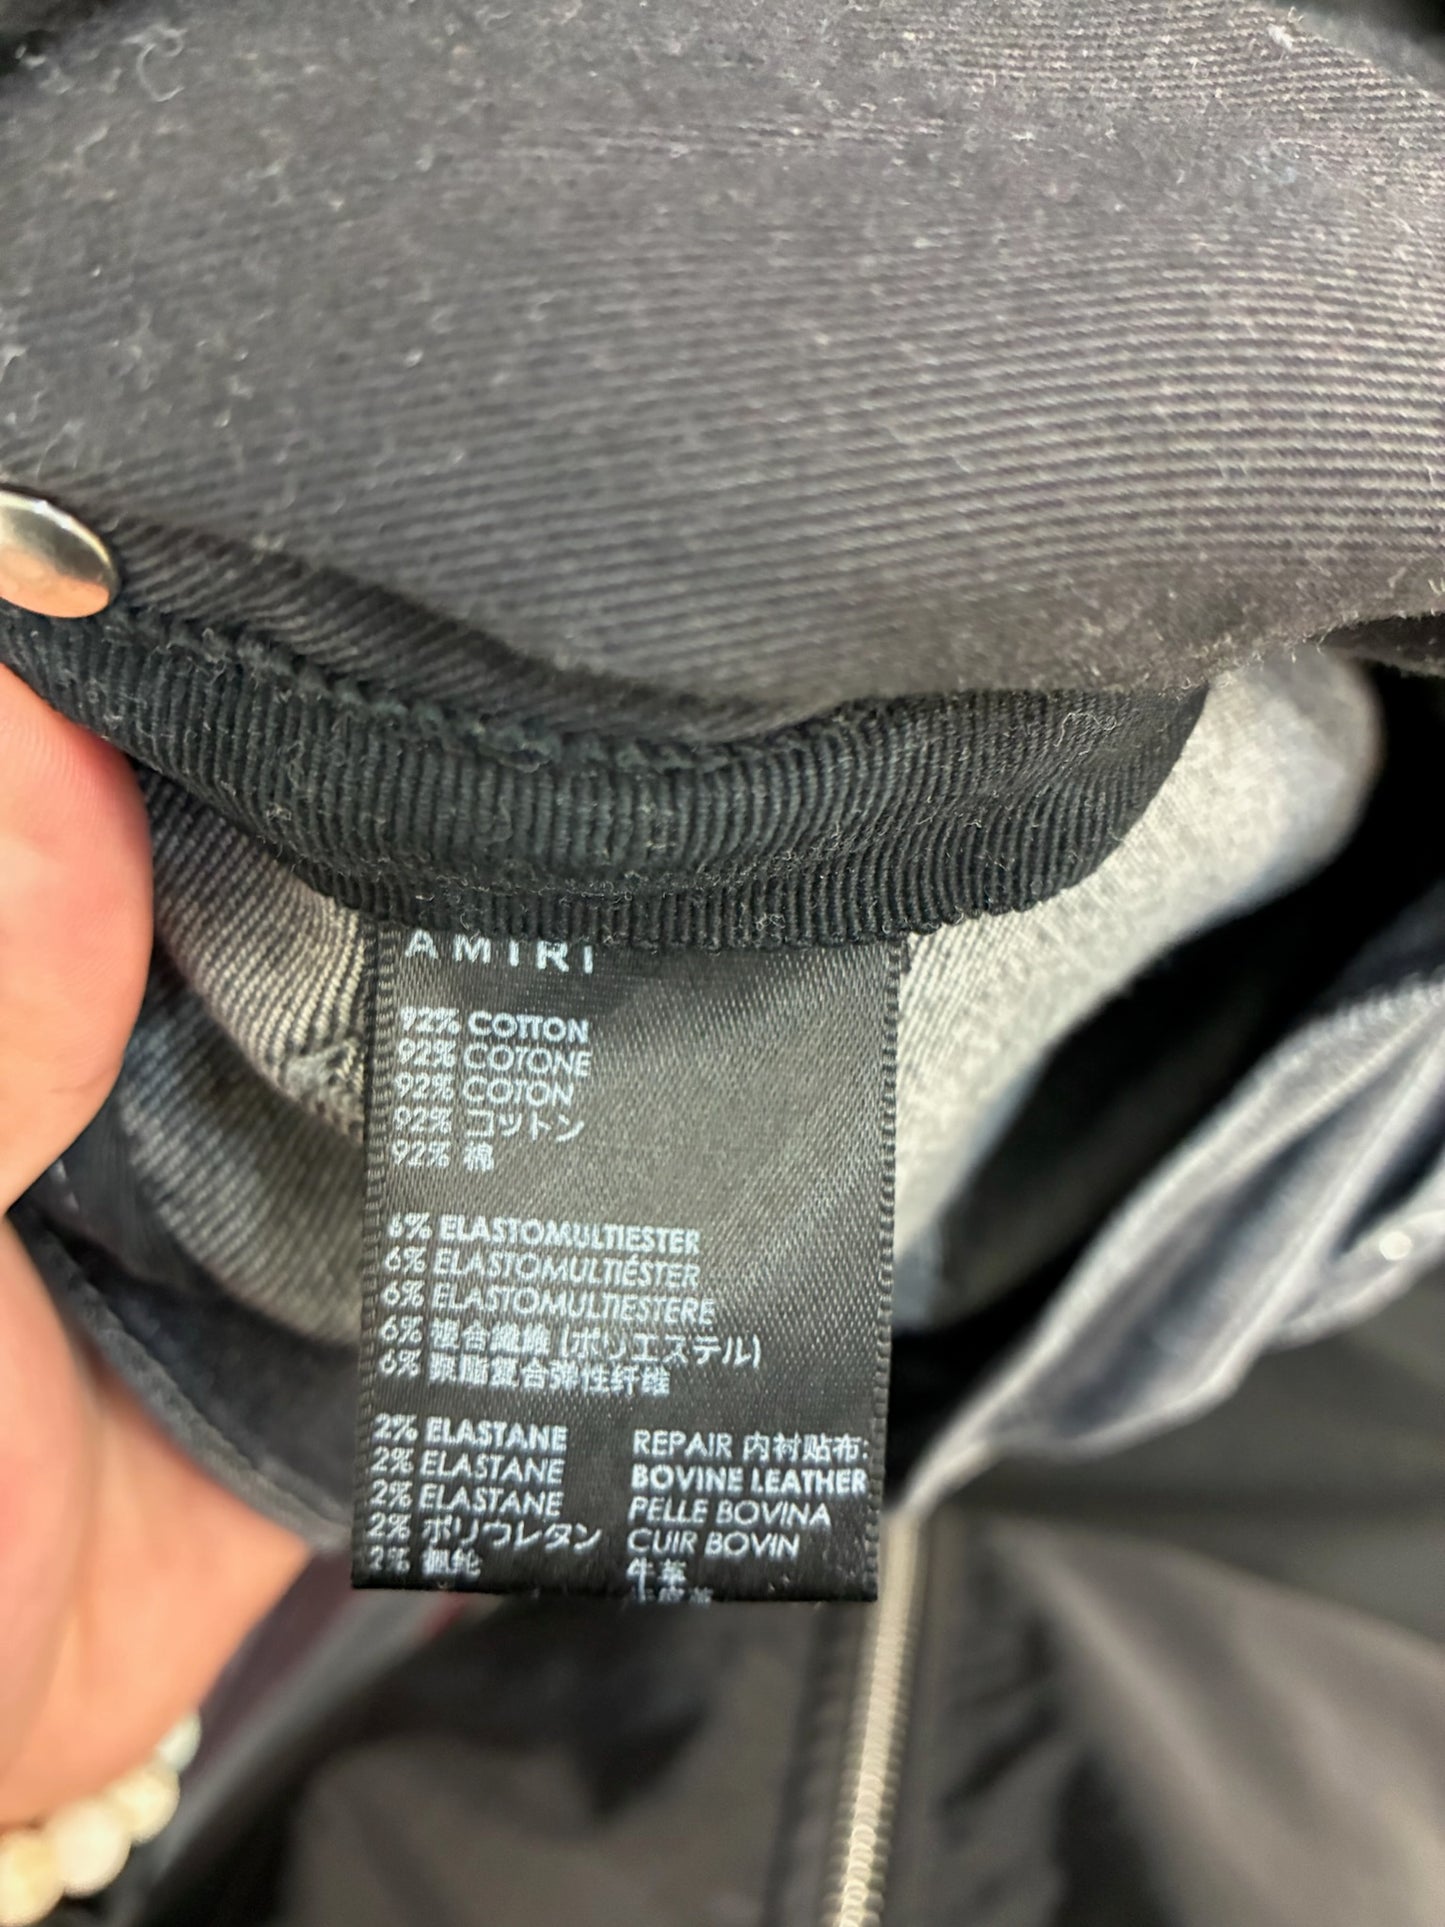 AMIRI
92% COTTON
92% COTONE
92% COTON
92% コットン
92% 棉
6% ELASTOMULTIESTER
6% ELASTOMULTIÉSTER
6% ELASTOMULTIESTERE
6% 複合繊維 (ポリエステル)
6% 聚酯复合弹性纤维
2% ELASTANE
2% ELASTANE
2% ELASTANE
2% ポリウレタン
2% 氨纶
REPAIR 内衬贴布:
BOVINE LEATHER
PELLE BOVINA
CUIR BOVIN
牛革